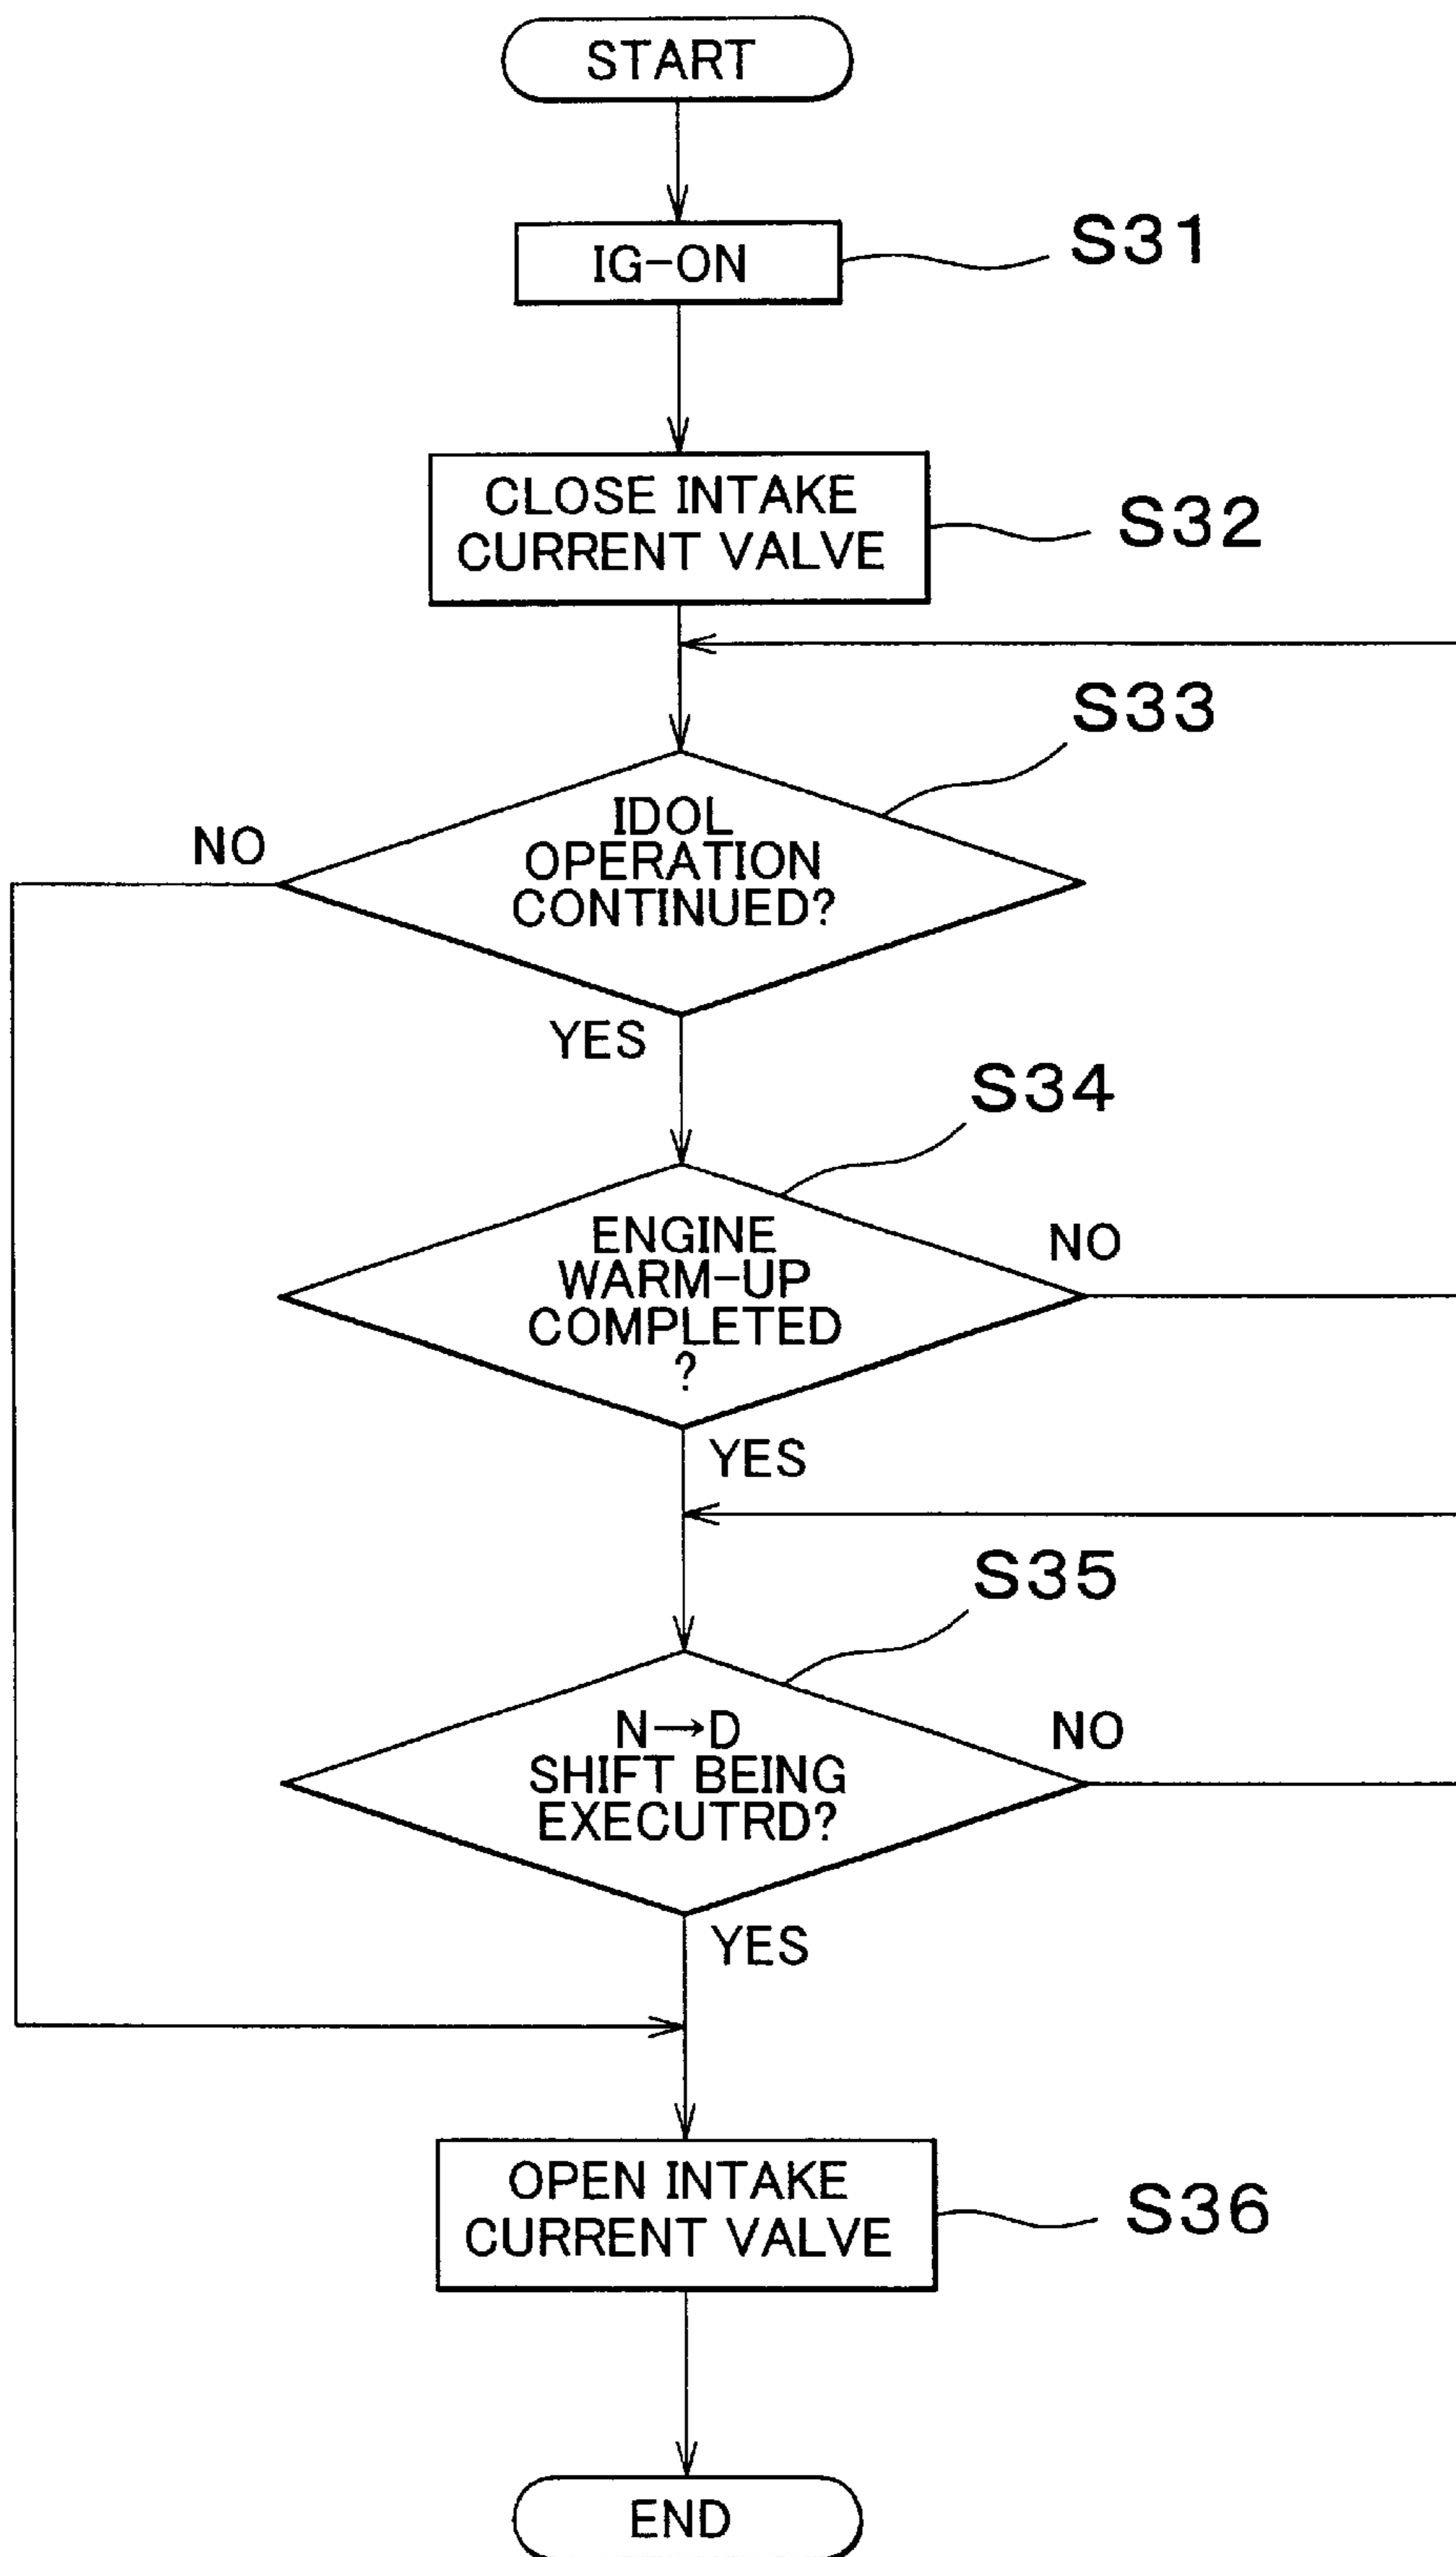 START
IG-ON
S31
CLOSE INTAKE
CURRENT VALVE
S32
S33
IDOL
OPERATION
CONTINUED?
NO
YES
S34
ENGINE
WARM-UP
COMPLETED
?
NO
YES
S35
N→D
SHIFT BEING
EXECUTRD?
NO
YES
OPEN INTAKE
CURRENT VALVE
S36
END